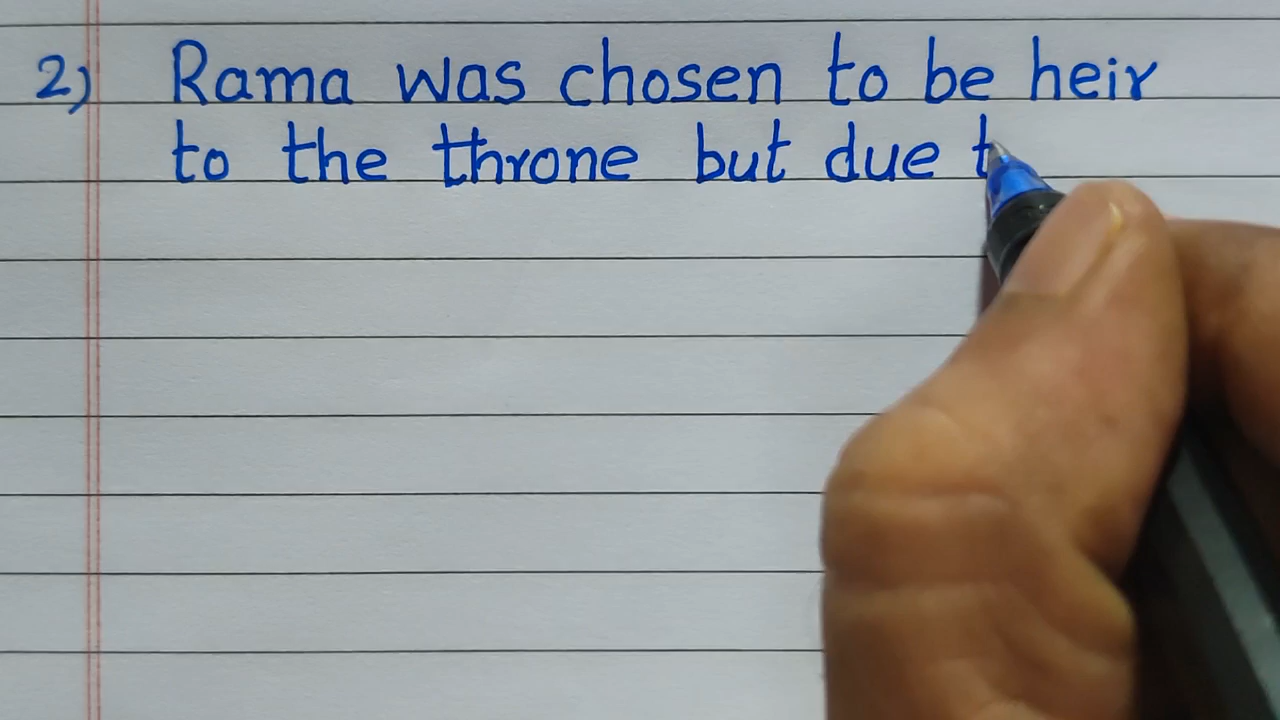 2) Rama was chosen to be heir
to the throne but due t